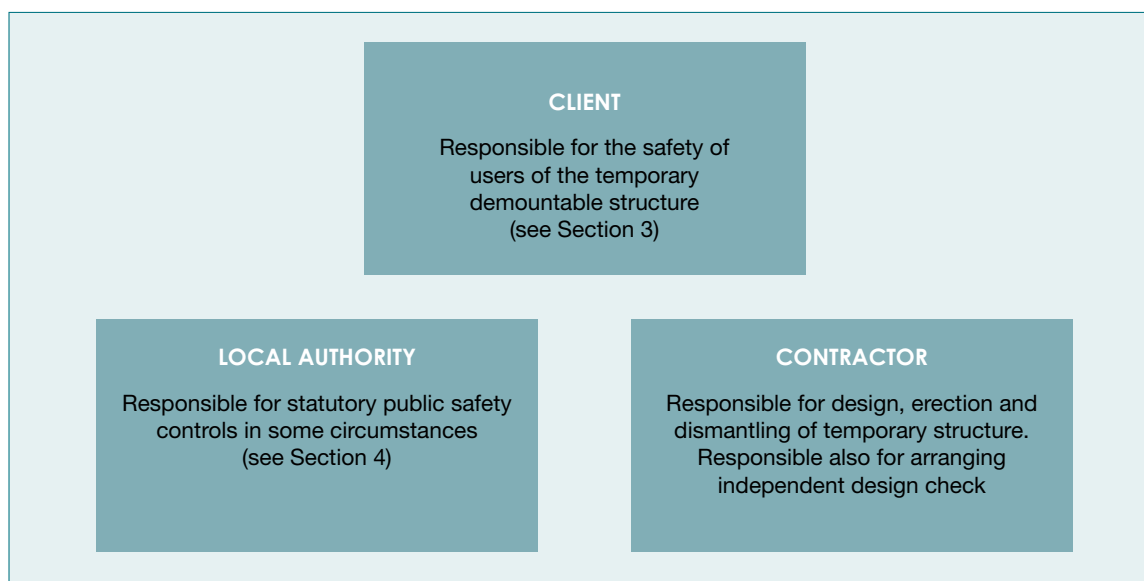 CLIENT
Responsible for the safety of
users of the temporary
demountable structure
(see Section 3)
LOCAL AUTHORITY
Responsible for statutory public safety
controls in some circumstances
(see Section 4)
CONTRACTOR
Responsible for design, erection and
dismantling of temporary structure.
Responsible also for arranging
independent design check